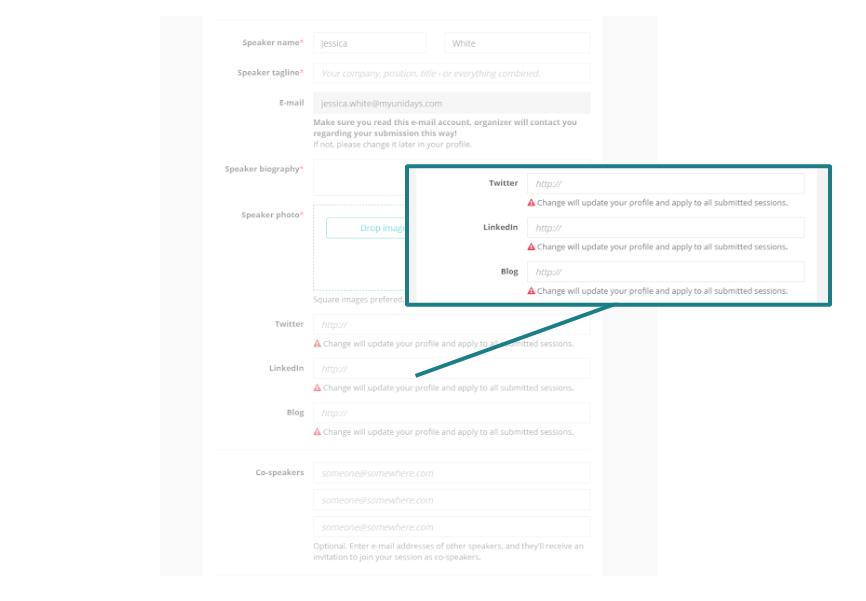 Speaker name* Jessica White
Speaker tagline* Your company, position, title - or everything combined.
E-mail jessica.white@myunidays.com
Make sure you read this e-mail account, organizer will contact you
regarding your submission this way!
If not, please change it later in your profile.
Speaker biography*
Speaker photo*
Drop image
Square images prefered.
Twitter http://
Change will update your profile and apply to all submitted sessions.
LinkedIn http://
Change will update your profile and apply to all submitted sessions.
Blog http://
Change will update your profile and apply to all submitted sessions.
Twitter http://
Change will update your profile and apply to all submitted sessions.
LinkedIn http://
Change will update your profile and apply to all submitted sessions.
Blog http://
Change will update your profile and apply to all submitted sessions.
Co-speakers someone@somewhere.com
someone@somewhere.com
someone@somewhere.com
Optional. Enter e-mail addresses of other speakers, and they'll receive an
invitation to join your session as co-speakers.